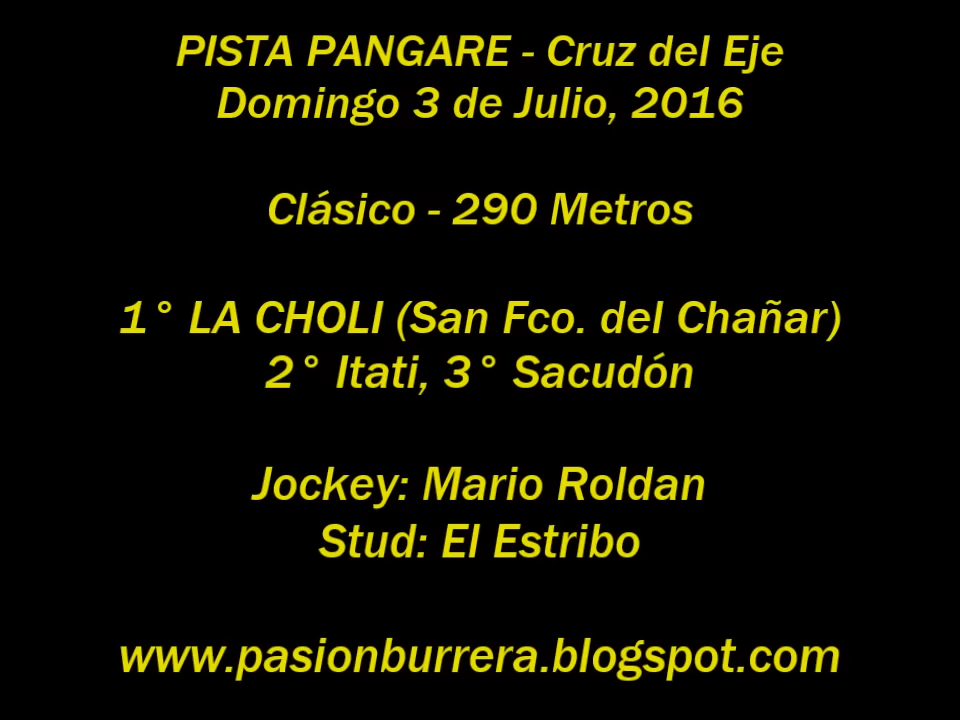 PISTA PANGARE - Cruz del Eje
Domingo 3 de Julio, 2016
Clásico - 290 Metros
1° LA CHOLI (San Fco. del Chañar)
2° Itati, 3° Sacudón
Jockey: Mario Roldan
Stud: El Estribo
www.pasionburrera.blogspot.com